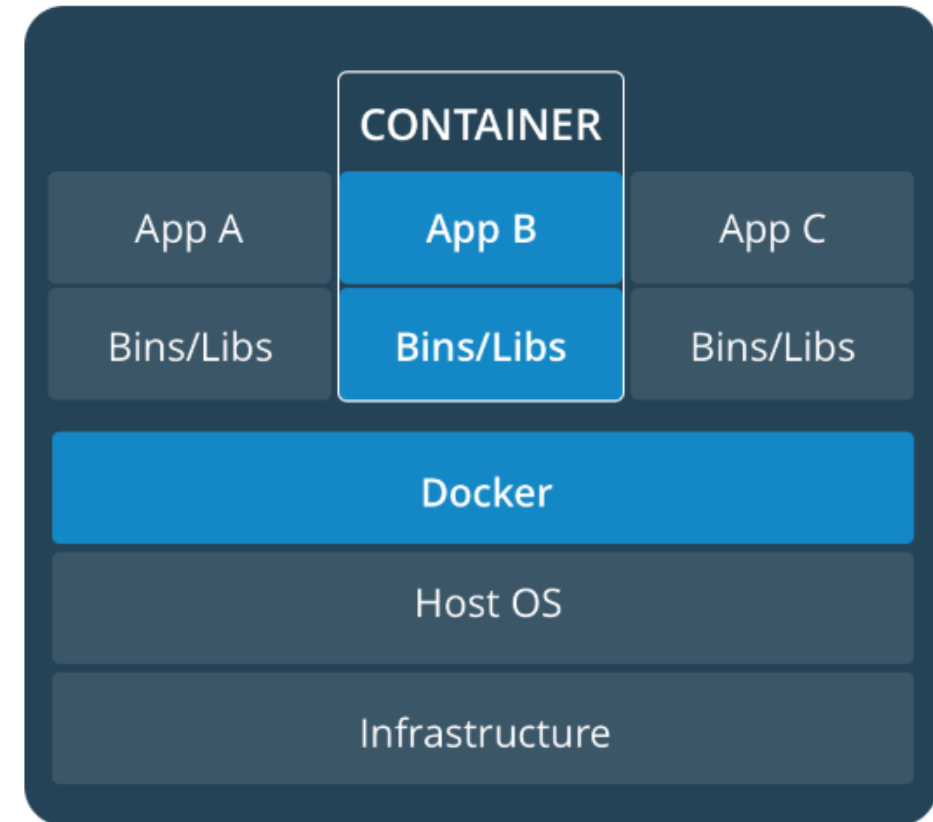 CONTAINER
App A
App B
App C
Bins/Libs
Bins/Libs
Bins/Libs
Docker
Host OS
Infrastructure